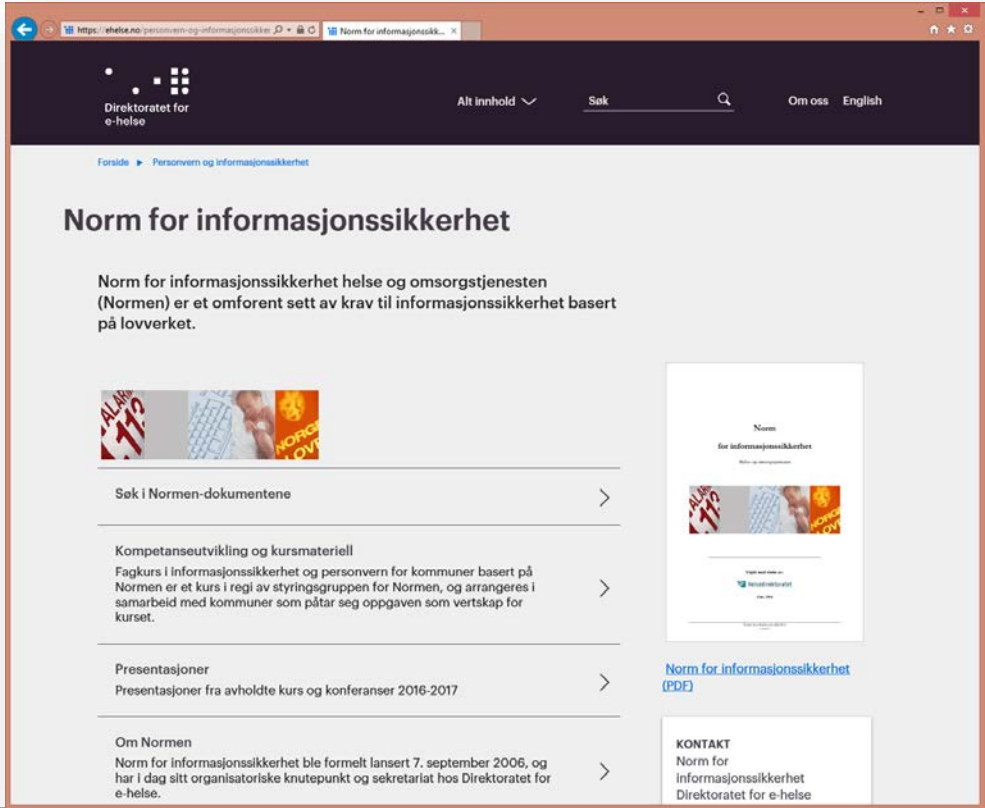 https://ehelse.no/personvern-og-informasjonssikker
Norm for informasjonssikk...
Direktoratet for
e-helse
Alt innhold
Søk
Om oss
English
Forside ► Personvern og informasjonssikkerhet
Norm for informasjonssikkerhet
Norm for informasjonssikkerhet helse og omsorgstjenesten
(Normen) er et omforent sett av krav til informasjonssikkerhet basert
på lovverket.
ALARM
113
NORGES
LOVER
Søk i Normen-dokumentene
Kompetanseutvikling og kursmateriell
Fagkurs i informasjonssikkerhet og personvern for kommuner basert på
Normen er et kurs i regi av styringsgruppen for Normen, og arrangeres i
samarbeid med kommuner som påtar seg oppgaven som vertskap for
kurset.
Presentasjoner
Presentasjoner fra avholdte kurs og konferanser 2016-2017
Om Normen
Norm for informasjonssikkerhet ble formelt lansert 7. september 2006, og
har i dag sitt organisatoriske knutepunkt og sekretariat hos Direktoratet for
e-helse.
Norm
for informasjonssikkerhet
Helsedirektoratet
Norm for informasjonssikkerhet
(PDF)
KONTAKT
Norm for
informasjonssikkerhet
Direktoratet for e-helse